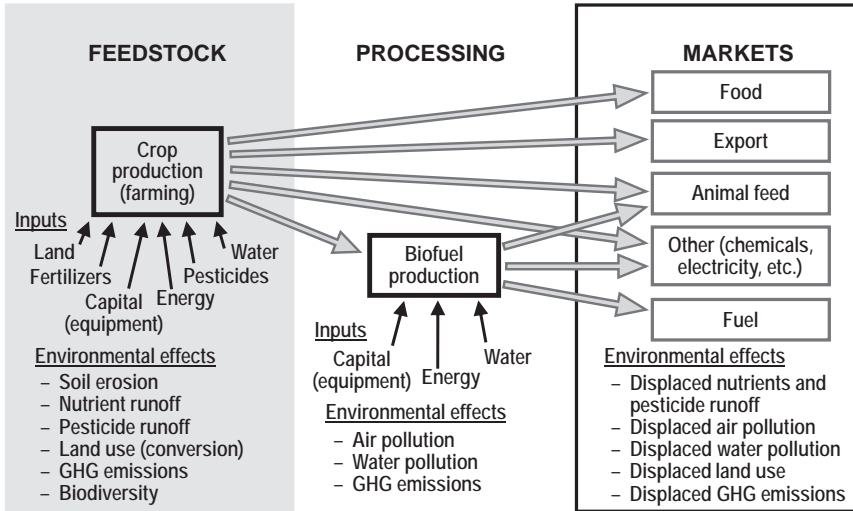 FEEDSTOCK
Crop
production
(farming)
Inputs
Land
Fertilizers
Capital
(equipment)
Energy
Pesticides
Water
Environmental effects
– Soil erosion
– Nutrient runoff
– Pesticide runoff
– Land use (conversion)
– GHG emissions
– Biodiversity
PROCESSING
Biofuel
production
Inputs
Capital
(equipment)
Energy
Water
Environmental effects
– Air pollution
– Water pollution
– GHG emissions
MARKETS
Food
Export
Animal feed
Other (chemicals,
electricity, etc.)
Fuel
Environmental effects
– Displaced nutrients and
pesticide runoff
– Displaced air pollution
– Displaced water pollution
– Displaced land use
– Displaced GHG emissions